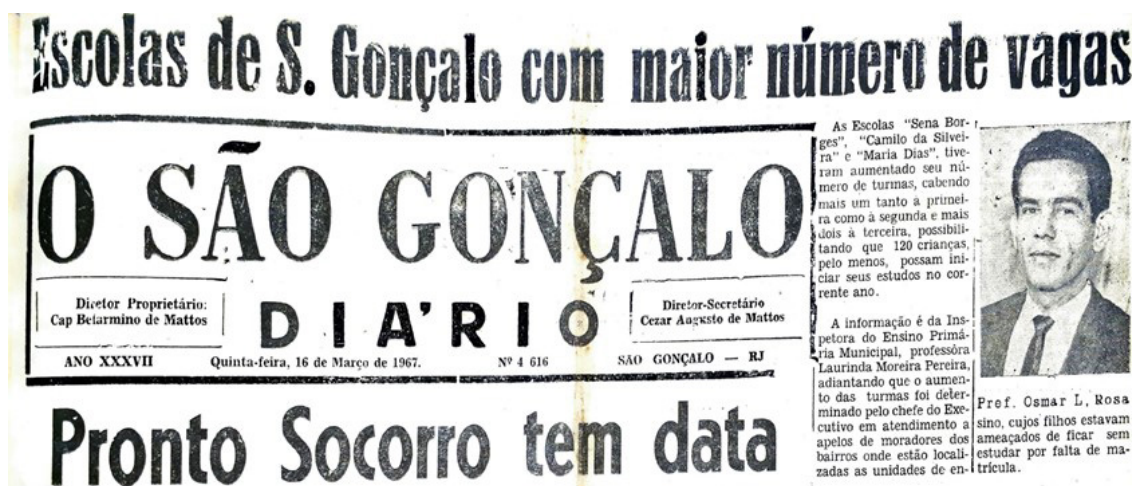 Escolas de S. Gonçalo com maior número de vagas
O SÃO GONÇALO
DIÁRIO
Diretor Proprietário:
Cap Belarmino de Mattos
Diretor-Secretário
Cezar Augusto de Mattos
ANO XXXVII Quinta-feira, 16 de Março de 1967. Nº 4 616 SÃO GONÇALO — RJ
Pronto Socorro tem data
As Escolas "Sena Bor-
ges", "Camilo da Silvei-
ra" e "Maria Dias", tive-
ram aumentado seu nú-
mero de turmas, cabendo
mais um tanto à primei-
ra como à segunda e mais
dois à terceira, possibili-
tando que 120 crianças,
pelo menos, possam ini-
ciar seus estudos no cor-
rente ano.
A informação é da Ins-
petora do Ensino Primá-
ria Municipal, professôra
Laurinda Moreira Pereira,
adiantando que o aumen-
to das turmas foi deter-
minado pelo chefe do Exe-
cutivo em atendimento a
apelos de moradores dos
bairros onde estão locali-
zadas as unidades de en-
Pref. Osmar L, Rosa
sino, cujos filhos estavam
ameaçados de ficar sem
estudar por falta de ma-
trícula.